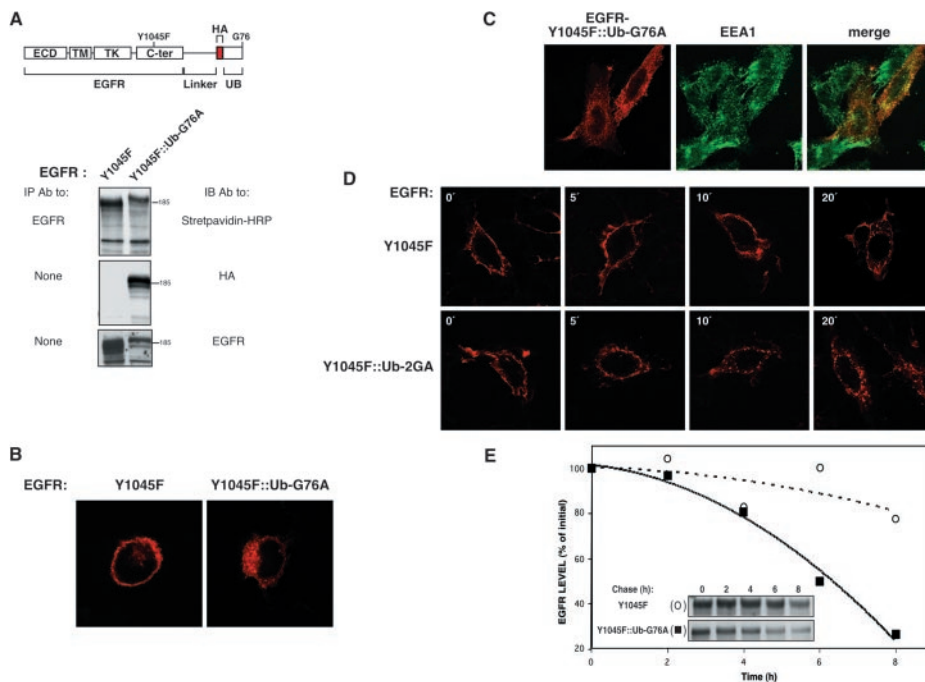 A
Y1045F HA G76
ECD TM TK C-ter
EGFR Linker UB
EGFR : Y1045F Y1045F::Ub-G76A
IP Ab to: IB Ab to:
EGFR 185 Stretpavidin-HRP
None 185 HA
None 185 EGFR
B
EGFR: Y1045F Y1045F::Ub-G76A
C
EGFR-
Y1045F::Ub-G76A EEA1 merge
D
EGFR:
0´ 5´ 10´ 20´
Y1045F
0´ 5´ 10´ 20´
Y1045F::Ub-2GA
E
EGFR LEVEL (% of initial)
100
80
60
40
20
Chase (h): 0 2 4 6 8
Y1045F (O)
Y1045F::Ub-G76A (■)
0 2 4 6 8
Time (h)